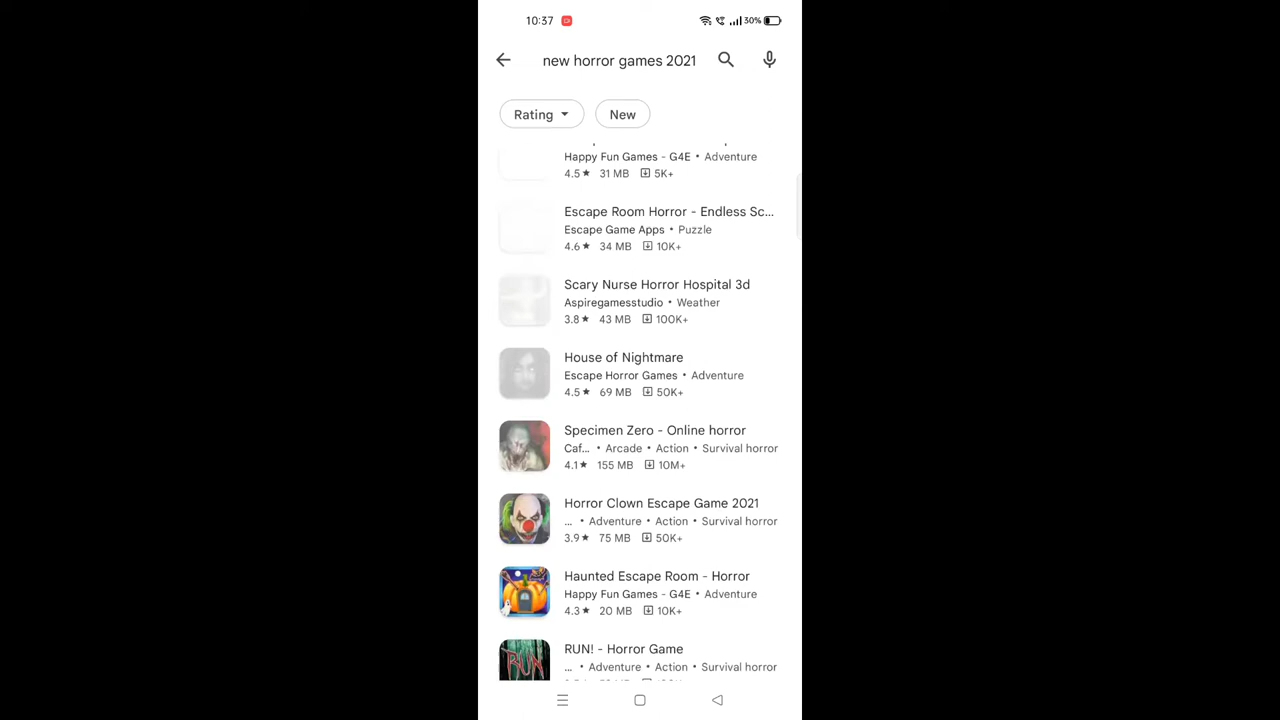 10:37
30%
new horror games 2021
Rating
New
Happy Fun Games - G4E • Adventure
4.5★ 31 MB 5K+
Escape Room Horror - Endless Sc...
Escape Game Apps • Puzzle
4.6★ 34 MB 10K+
Scary Nurse Horror Hospital 3d
Aspiregamesstudio • Weather
3.8★ 43 MB 100K+
House of Nightmare
Escape Horror Games • Adventure
4.5★ 69 MB 50K+
Specimen Zero - Online horror
Caf... • Arcade • Action • Survival horror
4.1★ 155 MB 10M+
Horror Clown Escape Game 2021
... • Adventure • Action • Survival horror
3.9★ 75 MB 50K+
Haunted Escape Room - Horror
Happy Fun Games - G4E • Adventure
4.3★ 20 MB 10K+
RUN! - Horror Game
RUN
... • Adventure • Action • Survival horror